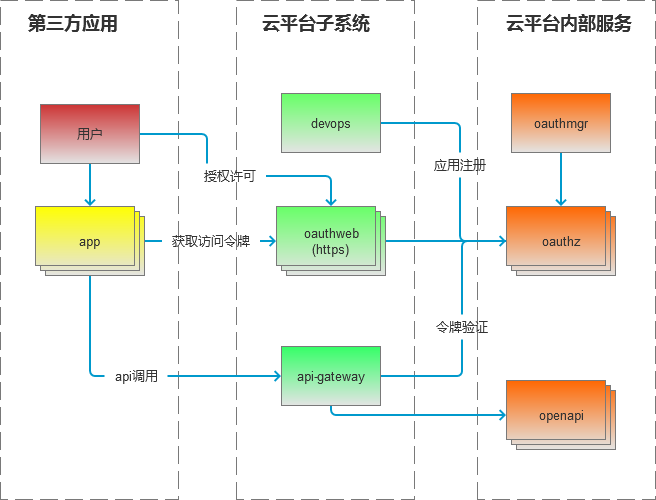 第三方应用
云平台子系统
云平台内部服务
用户
devops
oauthmgr
授权许可
应用注册
app
获取访问令牌
oauthweb
(https)
oauthz
令牌验证
api调用
api-gateway
openapi